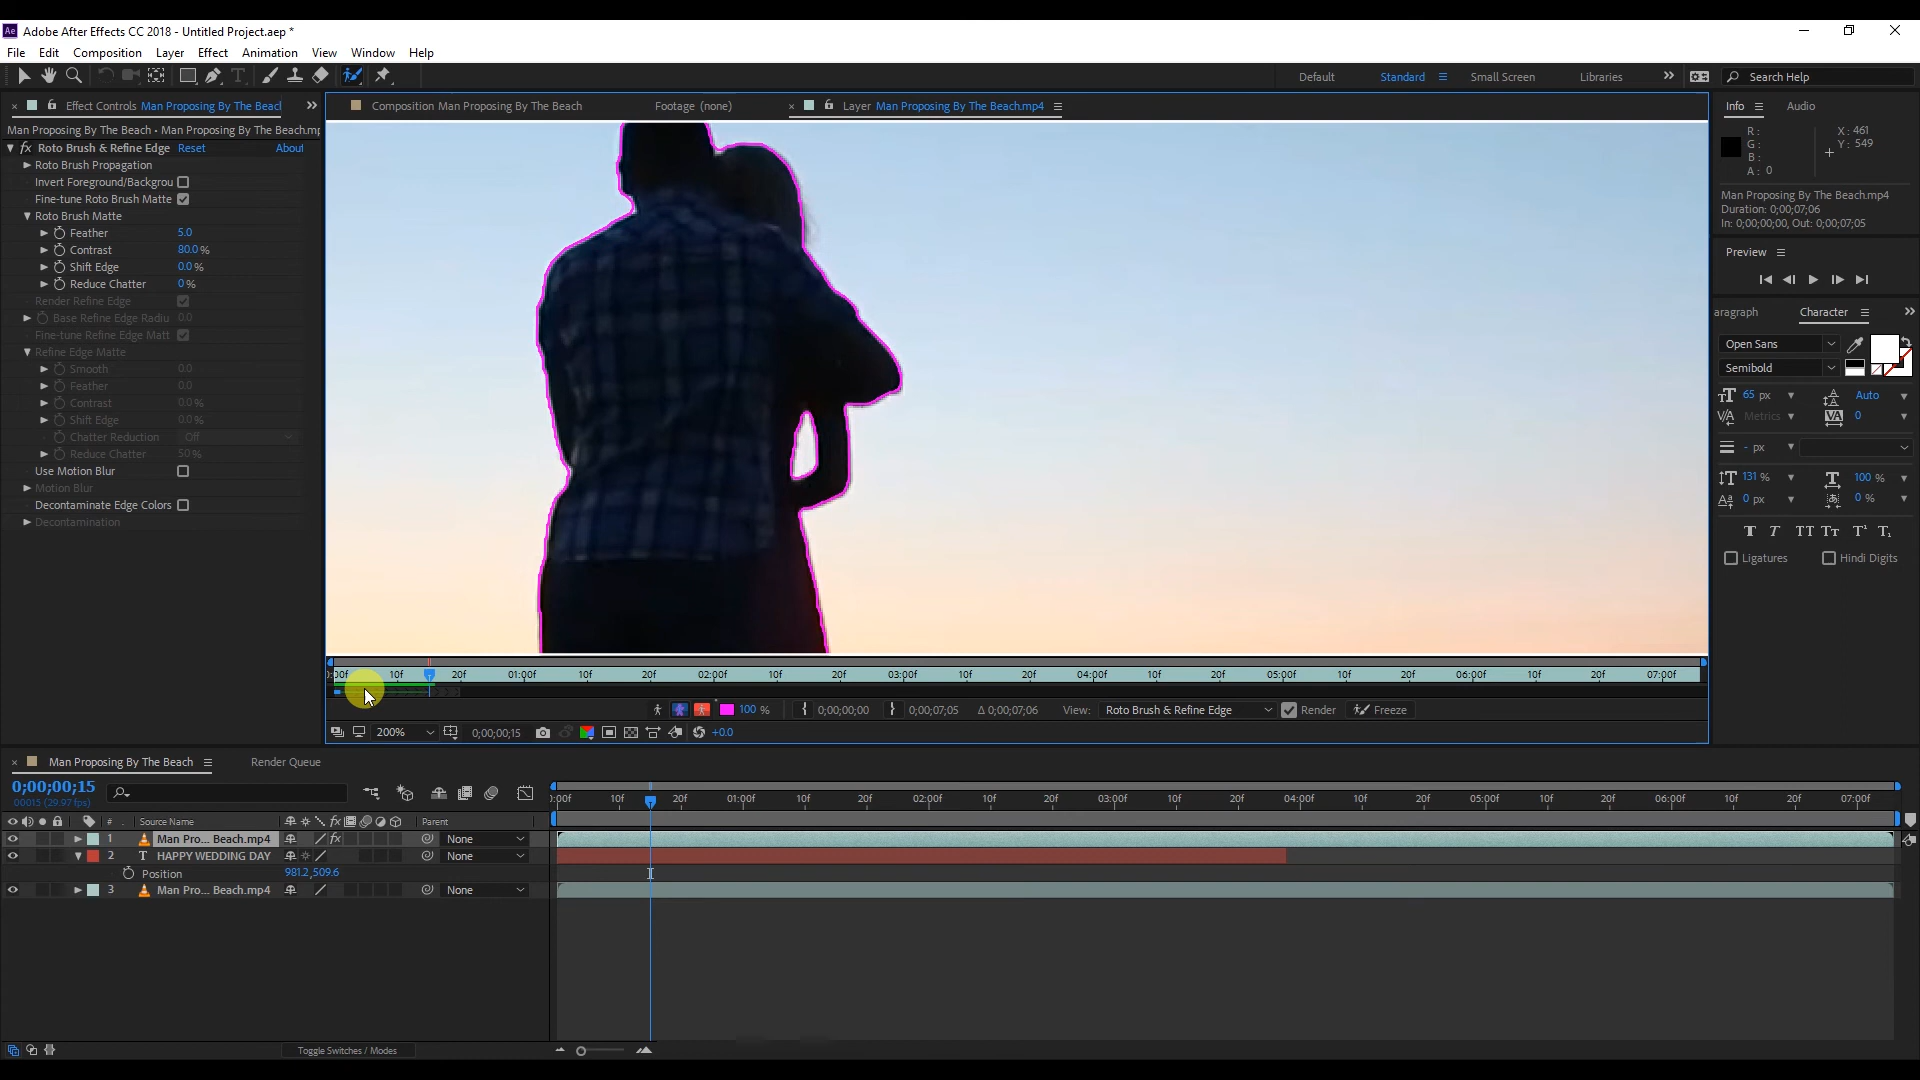 Adobe After Effects CC 2018 - Untitled Project.aep *
File Edit Composition Layer Effect Animation View Window Help
Default Standard Small Screen Libraries Search Help
Effect Controls Man Proposing By The Beacl
Composition Man Proposing By The Beach
Footage (none)
Layer Man Proposing By The Beach.mp4
Man Proposing By The Beach • Man Proposing By The Beach.mp
fx Roto Brush & Refine Edge Reset About
Roto Brush Propagation
Invert Foreground/Backgrou
Fine-tune Roto Brush Matte
Roto Brush Matte
Feather 5.0
Contrast 80.0 %
Shift Edge 0.0 %
Reduce Chatter 0 %
Render Refine Edge
Base Refine Edge Radiu 0.0
Fine-tune Refine Edge Matt
Refine Edge Matte
Smooth 0.0
Feather 0.0
Contrast 0.0 %
Shift Edge 0.0 %
Chatter Reduction Off
Reduce Chatter 50 %
Use Motion Blur
Motion Blur
Decontaminate Edge Colors
Decontamination
:00f 10f 20f 01:00f 10f 20f 02:00f 10f 20f 03:00f 10f 20f 04:00f 10f 20f 05:00f 10f 20f 06:00f 10f 20f 07:00f
100 % 0;00;00;00 0;00;07;05 Δ 0;00;07;06 View: Roto Brush & Refine Edge Render Freeze
200% 0;00;00;15 +0.0
Info Audio
R: X: 461
G: Y: 549
B:
A: 0
Man Proposing By The Beach.mp4
Duration: 0;00;07;06
In: 0;00;00;00, Out: 0;00;07;05
Preview
aragraph Character
Open Sans
Semibold
65 px Auto
Metrics 0
- px
131 % 100 %
0 px 0 %
T T TT Tt T¹ T₁
Ligatures Hindi Digits
Man Proposing By The Beach Render Queue
0;00;00;15
00015 (29.97 fps)
:00f 10f 20f 01:00f 10f 20f 02:00f 10f 20f 03:00f 10f 20f 04:00f 10f 20f 05:00f 10f 20f 06:00f 10f 20f 07:00f
# Source Name fx Parent
1 Man Pro... Beach.mp4 fx None
2 T HAPPY WEDDING DAY None
Position 981.2,509.6
3 Man Pro... Beach.mp4 None
Toggle Switches / Modes